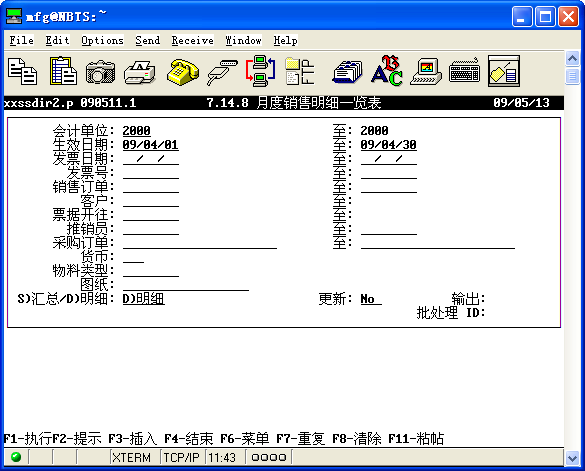 mfg@NBTS:~
File Edit Options Send Receive Window Help
xxssdir2.p 090511.1 7.14.8 月度销售明细一览表 09/05/13
会计单位: 2000 至: 2000
生效日期: 09/04/01 至: 09/04/30
发票日期: / / 至: / /
发票号: 至:
销售订单: 至:
客户: 至:
票据开往: 至:
推销员: 至:
采购订单: 至:
货币:
物料类型:
图纸:
S)汇总/D)明细: D)明细 更新: No 输出:
批处理 ID:
F1-执行F2-提示 F3-插入 F4-结束 F6-菜单 F7-重复 F8-清除 F11-粘帖
XTERM TCP/IP 11:43